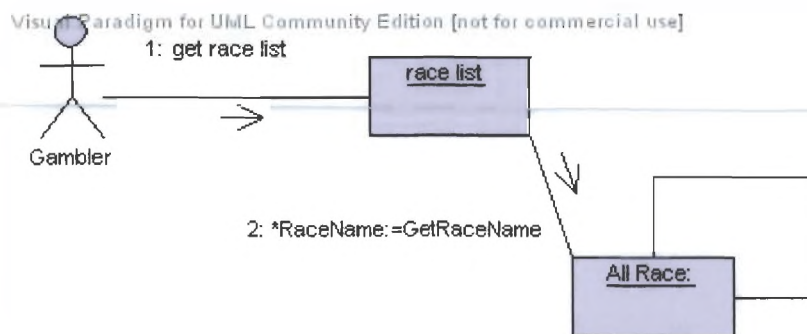 Visual Paradigm for UML Community Edition [not for commercial use]
1: get race list
race list
Gambler
2: *RaceName:=GetRaceName
All Race: